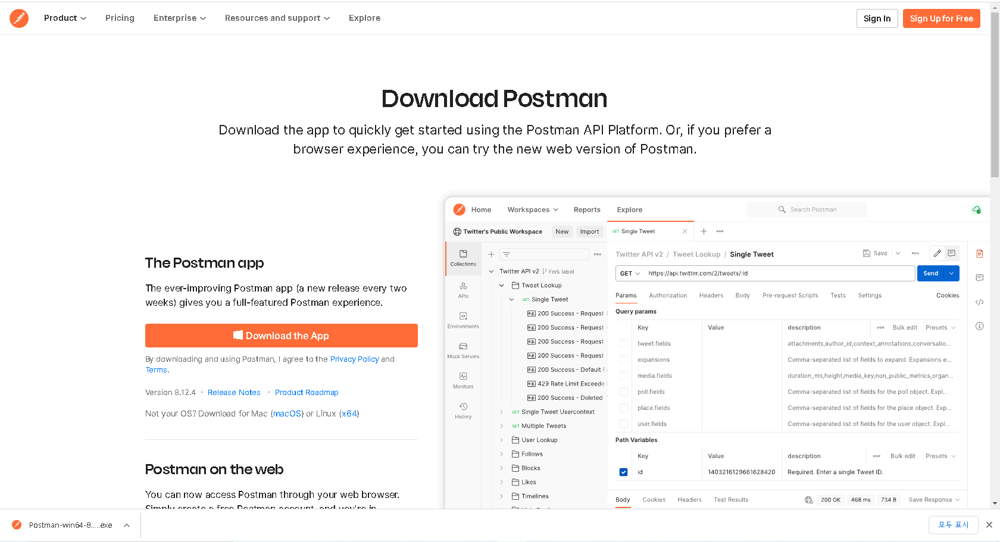 Product
Pricing
Enterprise
Resources and support
Explore
Sign In
Sign Up for Free
Download Postman
Download the app to quickly get started using the Postman API Platform. Or, if you prefer a
browser experience, you can try the new web version of Postman.
The Postman app
The ever-improving Postman app (a new release every two
weeks) gives you a full-featured Postman experience.
Download the App
By downloading and using Postman, I agree to the Privacy Policy and
Terms.
Version 8.12.4 · Release Notes · Product Roadmap
Not your OS? Download for Mac (macOS) or Linux (x64)
Postman on the web
You can now access Postman through your web browser.
Simply create a free Postman account, and you're in.
Home
Workspaces
Reports
Explore
Search Postman
Twitter's Public Workspace
New
Import
GET Single Tweet
Collections
APIs
Environments
Mock Servers
Monitors
History
Twitter API v2 Fork label
Tweet Lookup
GET Single Tweet
200 Success - Request
200 Success - Request
200 Success - Request
200 Success - Request
200 Success - Default
429 Rate Limit Exceede
200 Success - Deleted
GET Single Tweet Usercontext
GET Multiple Tweets
User Lookup
Follows
Blocks
Likes
Timelines
Twitter API v2 / Tweet Lookup / Single Tweet
Save
GET https://api.twitter.com/2/tweets/:id
Send
Params Authorization Headers Body Pre-request Scripts Tests Settings Cookies
Query params
Key Value description Bulk edit Presets
tweet.fields attachments,author_id,context_annotations,conversatio...
expansions Comma-separated list of fields to expand. Expansions e...
media.fields duration_ms,height,media_key,non_public_metrics,organ...
poll.fields Comma-separated list of fields for the poll object. Expl...
place.fields Comma-separated list of fields for the place object. Exp...
user.fields Comma-separated list of fields for the user object. Expl...
Path Variables
Key Value description Bulk edit Presets
id 1403216129661628420 Required. Enter a single Tweet ID.
Body Cookies Headers Test Results 200 OK 468 ms 734 B Save Response
Postman-win64-8.....exe
모두 표시